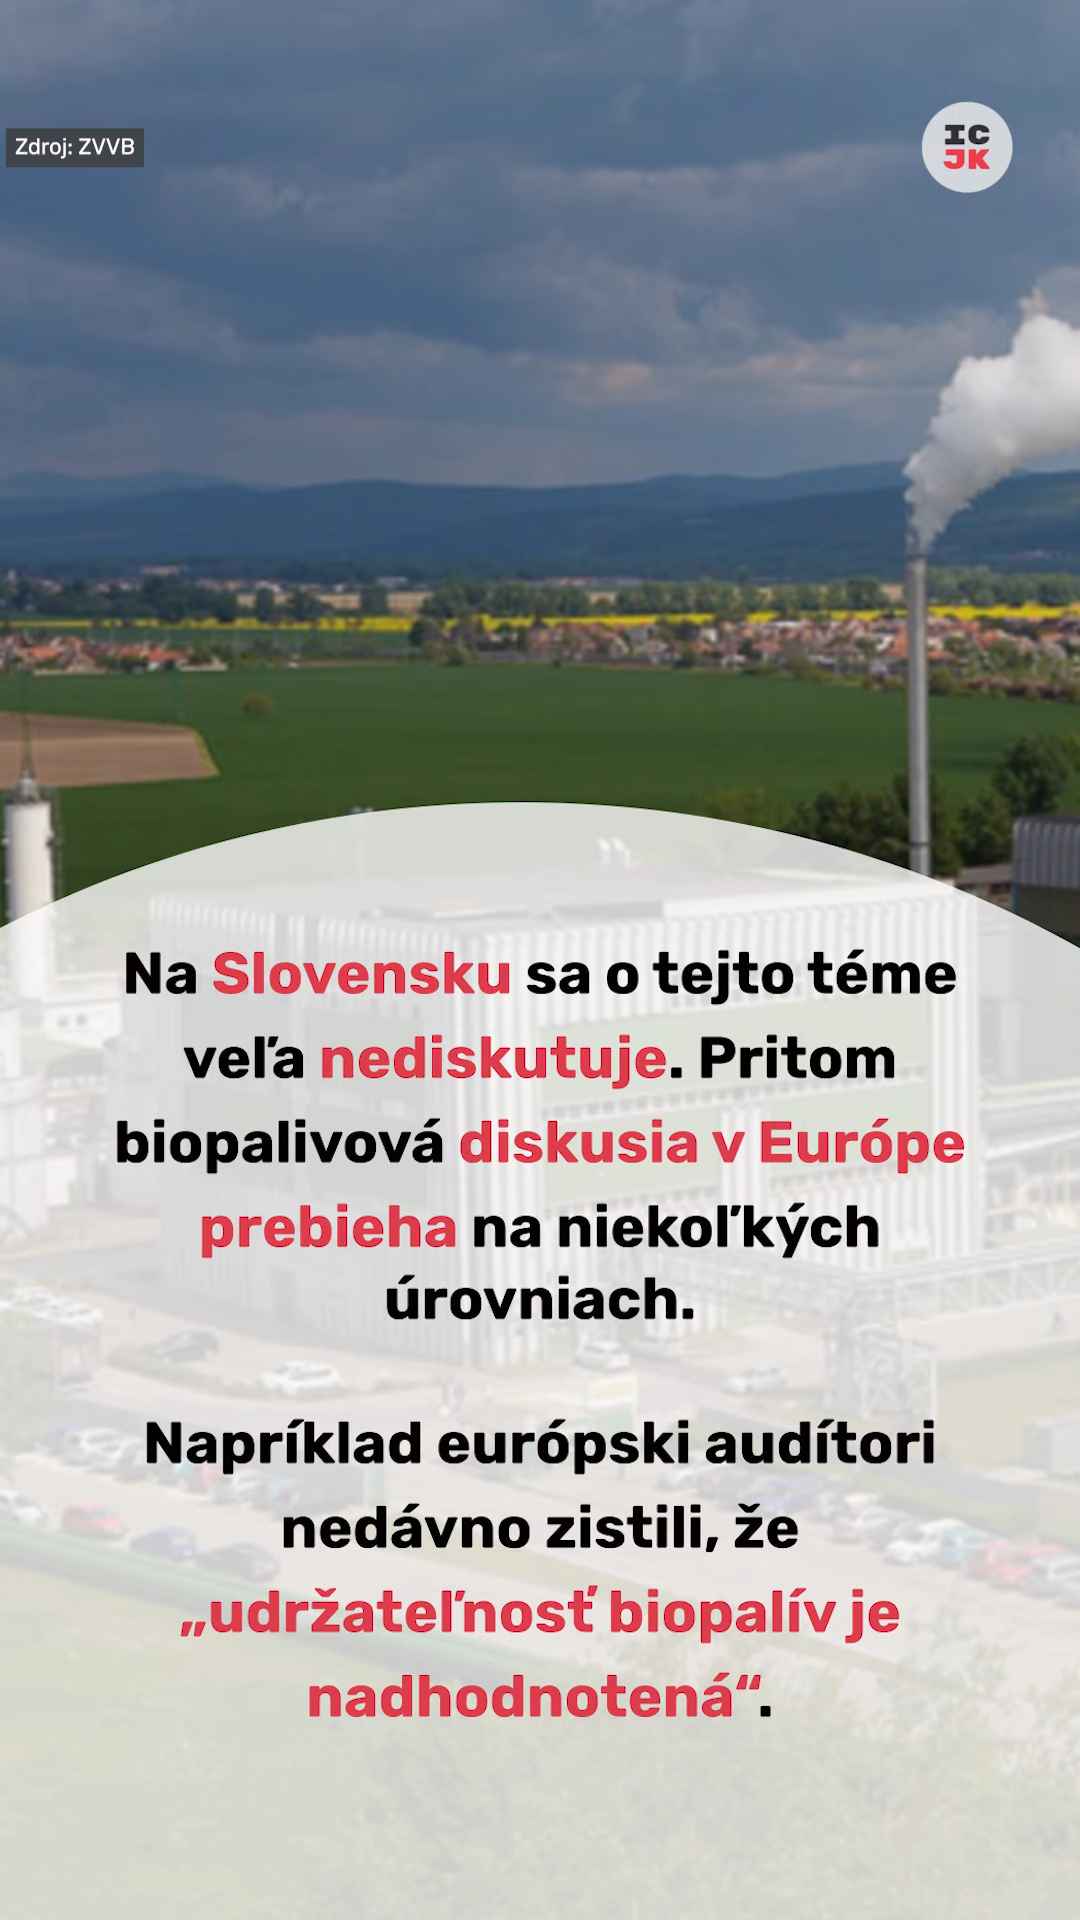 Zdroj: ZVVB
IC
JK
Na Slovensku sa o tejto téme
veľa nediskutuje. Pritom
biopalivová diskusia v Európe
prebieha na niekoľkých
úrovniach.
Napríklad európski audítori
nedávno zistili, že
„udržateľnosť biopalív je
nadhodnotená“.